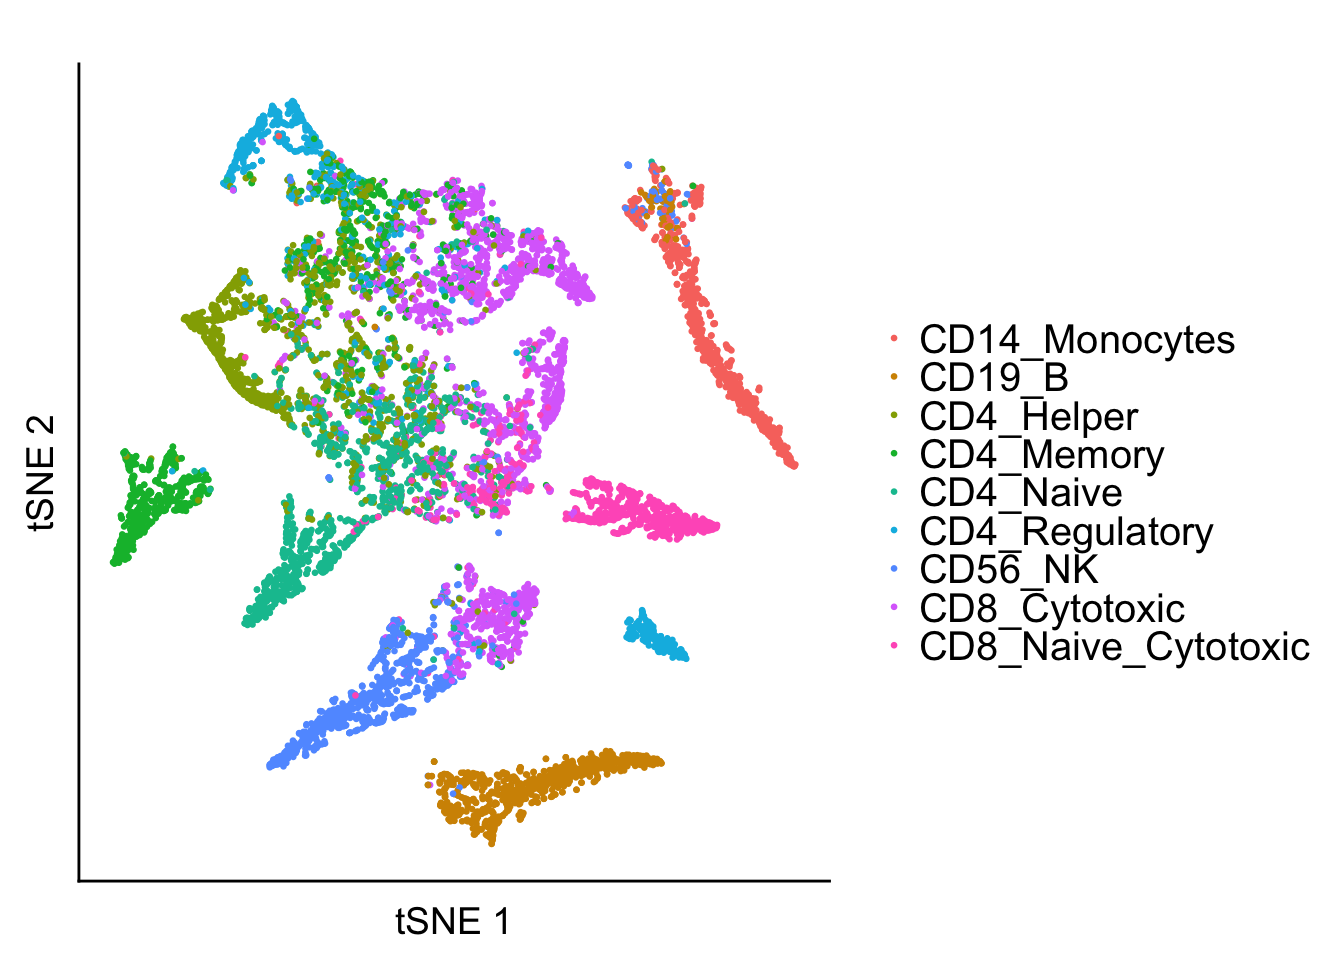 tSNE 2
tSNE 1
CD14_Monocytes
CD19_B
CD4_Helper
CD4_Memory
CD4_Naive
CD4_Regulatory
CD56_NK
CD8_Cytotoxic
CD8_Naive_Cytotoxic